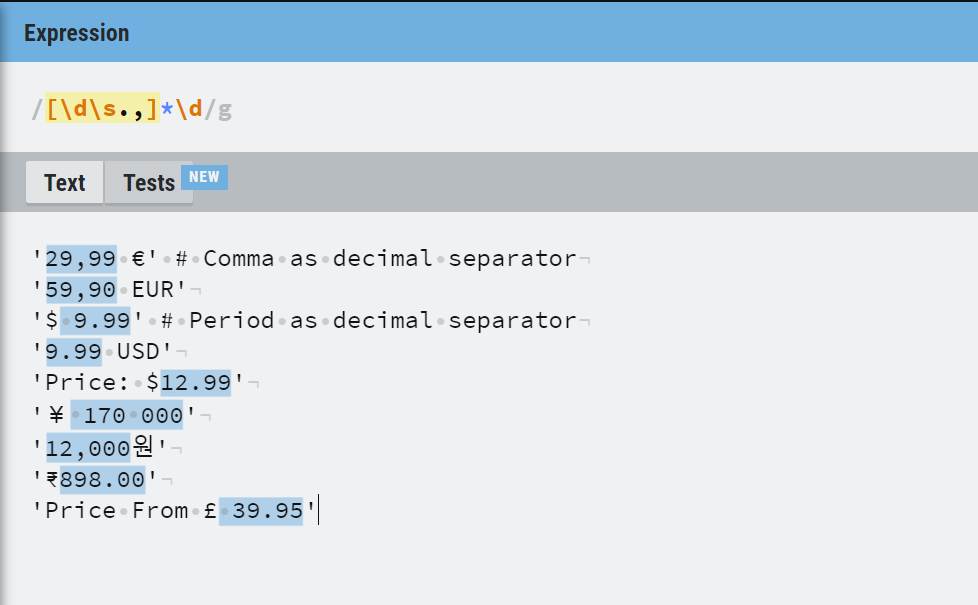 Expression
/[\d\s.,]*\d/g
Text Tests NEW
'29,99 €' # Comma as decimal separator
'59,90 EUR'
'$ 9.99' # Period as decimal separator
'9.99 USD'
'Price: $12.99'
'¥ 170 000'
'12,000원'
'₹898.00'
'Price From £ 39.95'